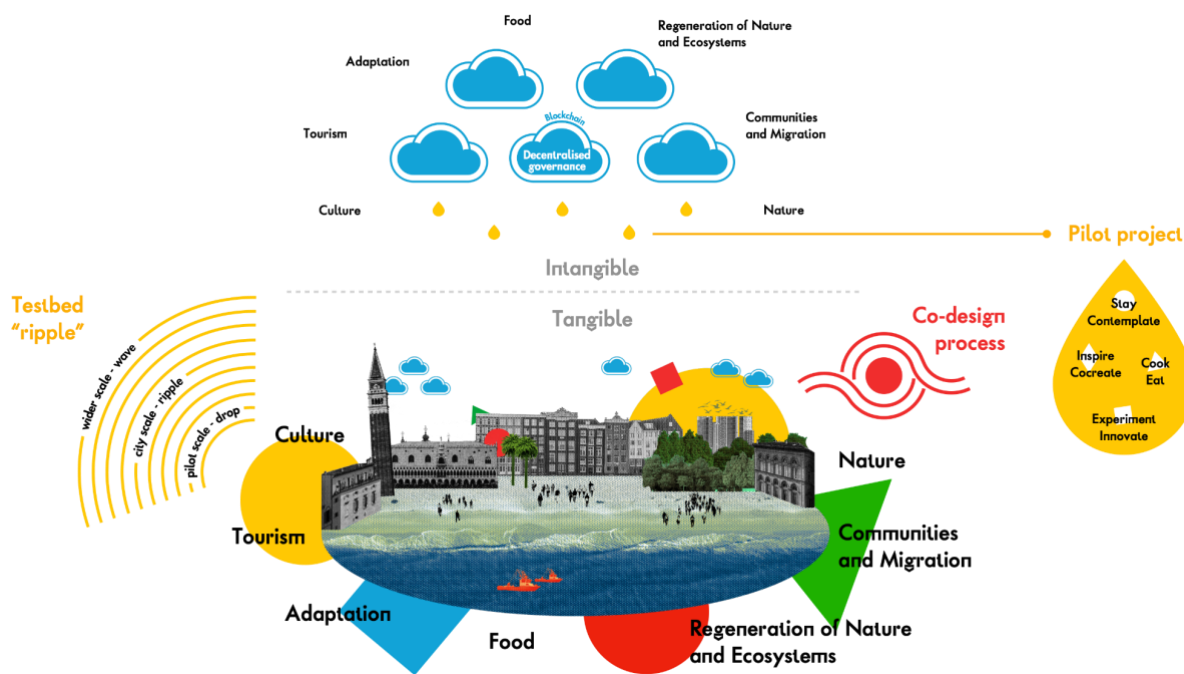 Food
Regeneration of Nature
and Ecosystems
Adaptation
Blockchain
Tourism
Communities
and Migration
Decentralised
governance
Culture
Nature
Pilot project
Intangible
Testbed
"ripple"
Tangible
Co-design
process
Stay
Contemplate
Inspire
Cocreate
Cook
Eat
Experiment
Innovate
wider scale - wave
city scale - ripple
pilot scale - drop
Culture
Nature
Tourism
Communities
and Migration
Adaptation
Food
Regeneration of Nature
and Ecosystems